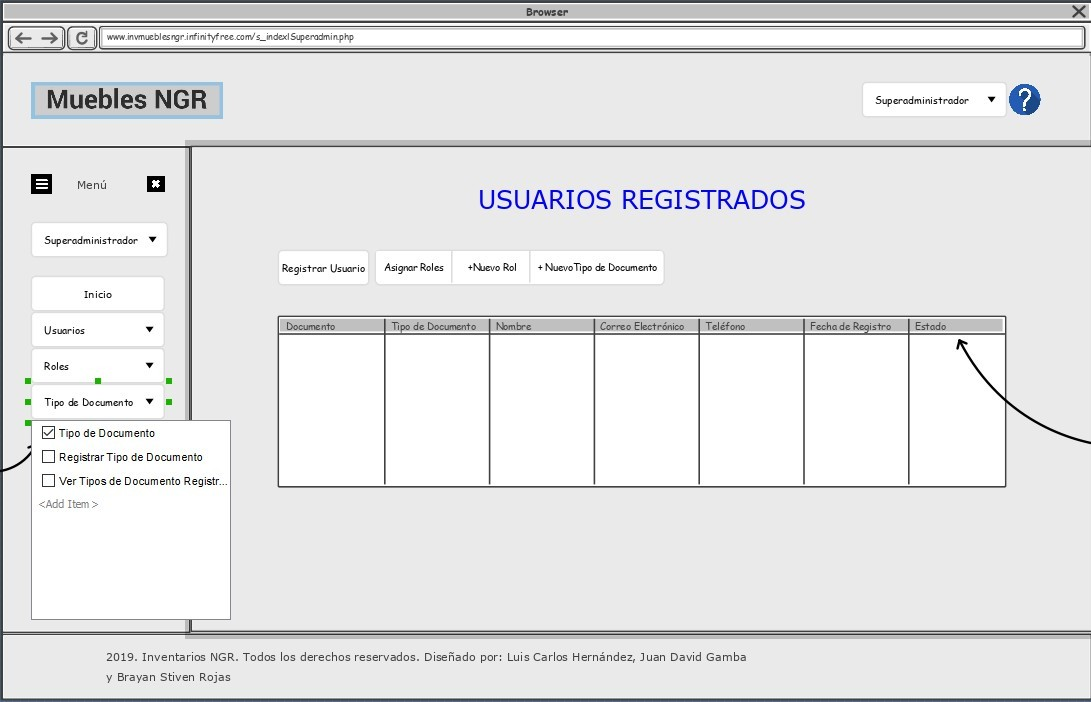 Browser
www.invmueblesngr.infinityfree.com/s_index1Superadmin.php
Muebles NGR
Superadministrador
?
Menú
Superadministrador
Inicio
Usuarios
Roles
Tipo de Documento
Tipo de Documento
Registrar Tipo de Documento
Ver Tipos de Documento Registr...
<Add Item >
USUARIOS REGISTRADOS
Registrar Usuario Asignar Roles +Nuevo Rol + NuevoTipo de Documento
Documento Tipo de Documento Nombre Correo Electrónico Teléfono Fecha de Registro Estado
2019. Inventarios NGR. Todos los derechos reservados. Diseñado por: Luis Carlos Hernández, Juan David Gamba
y Brayan Stiven Rojas